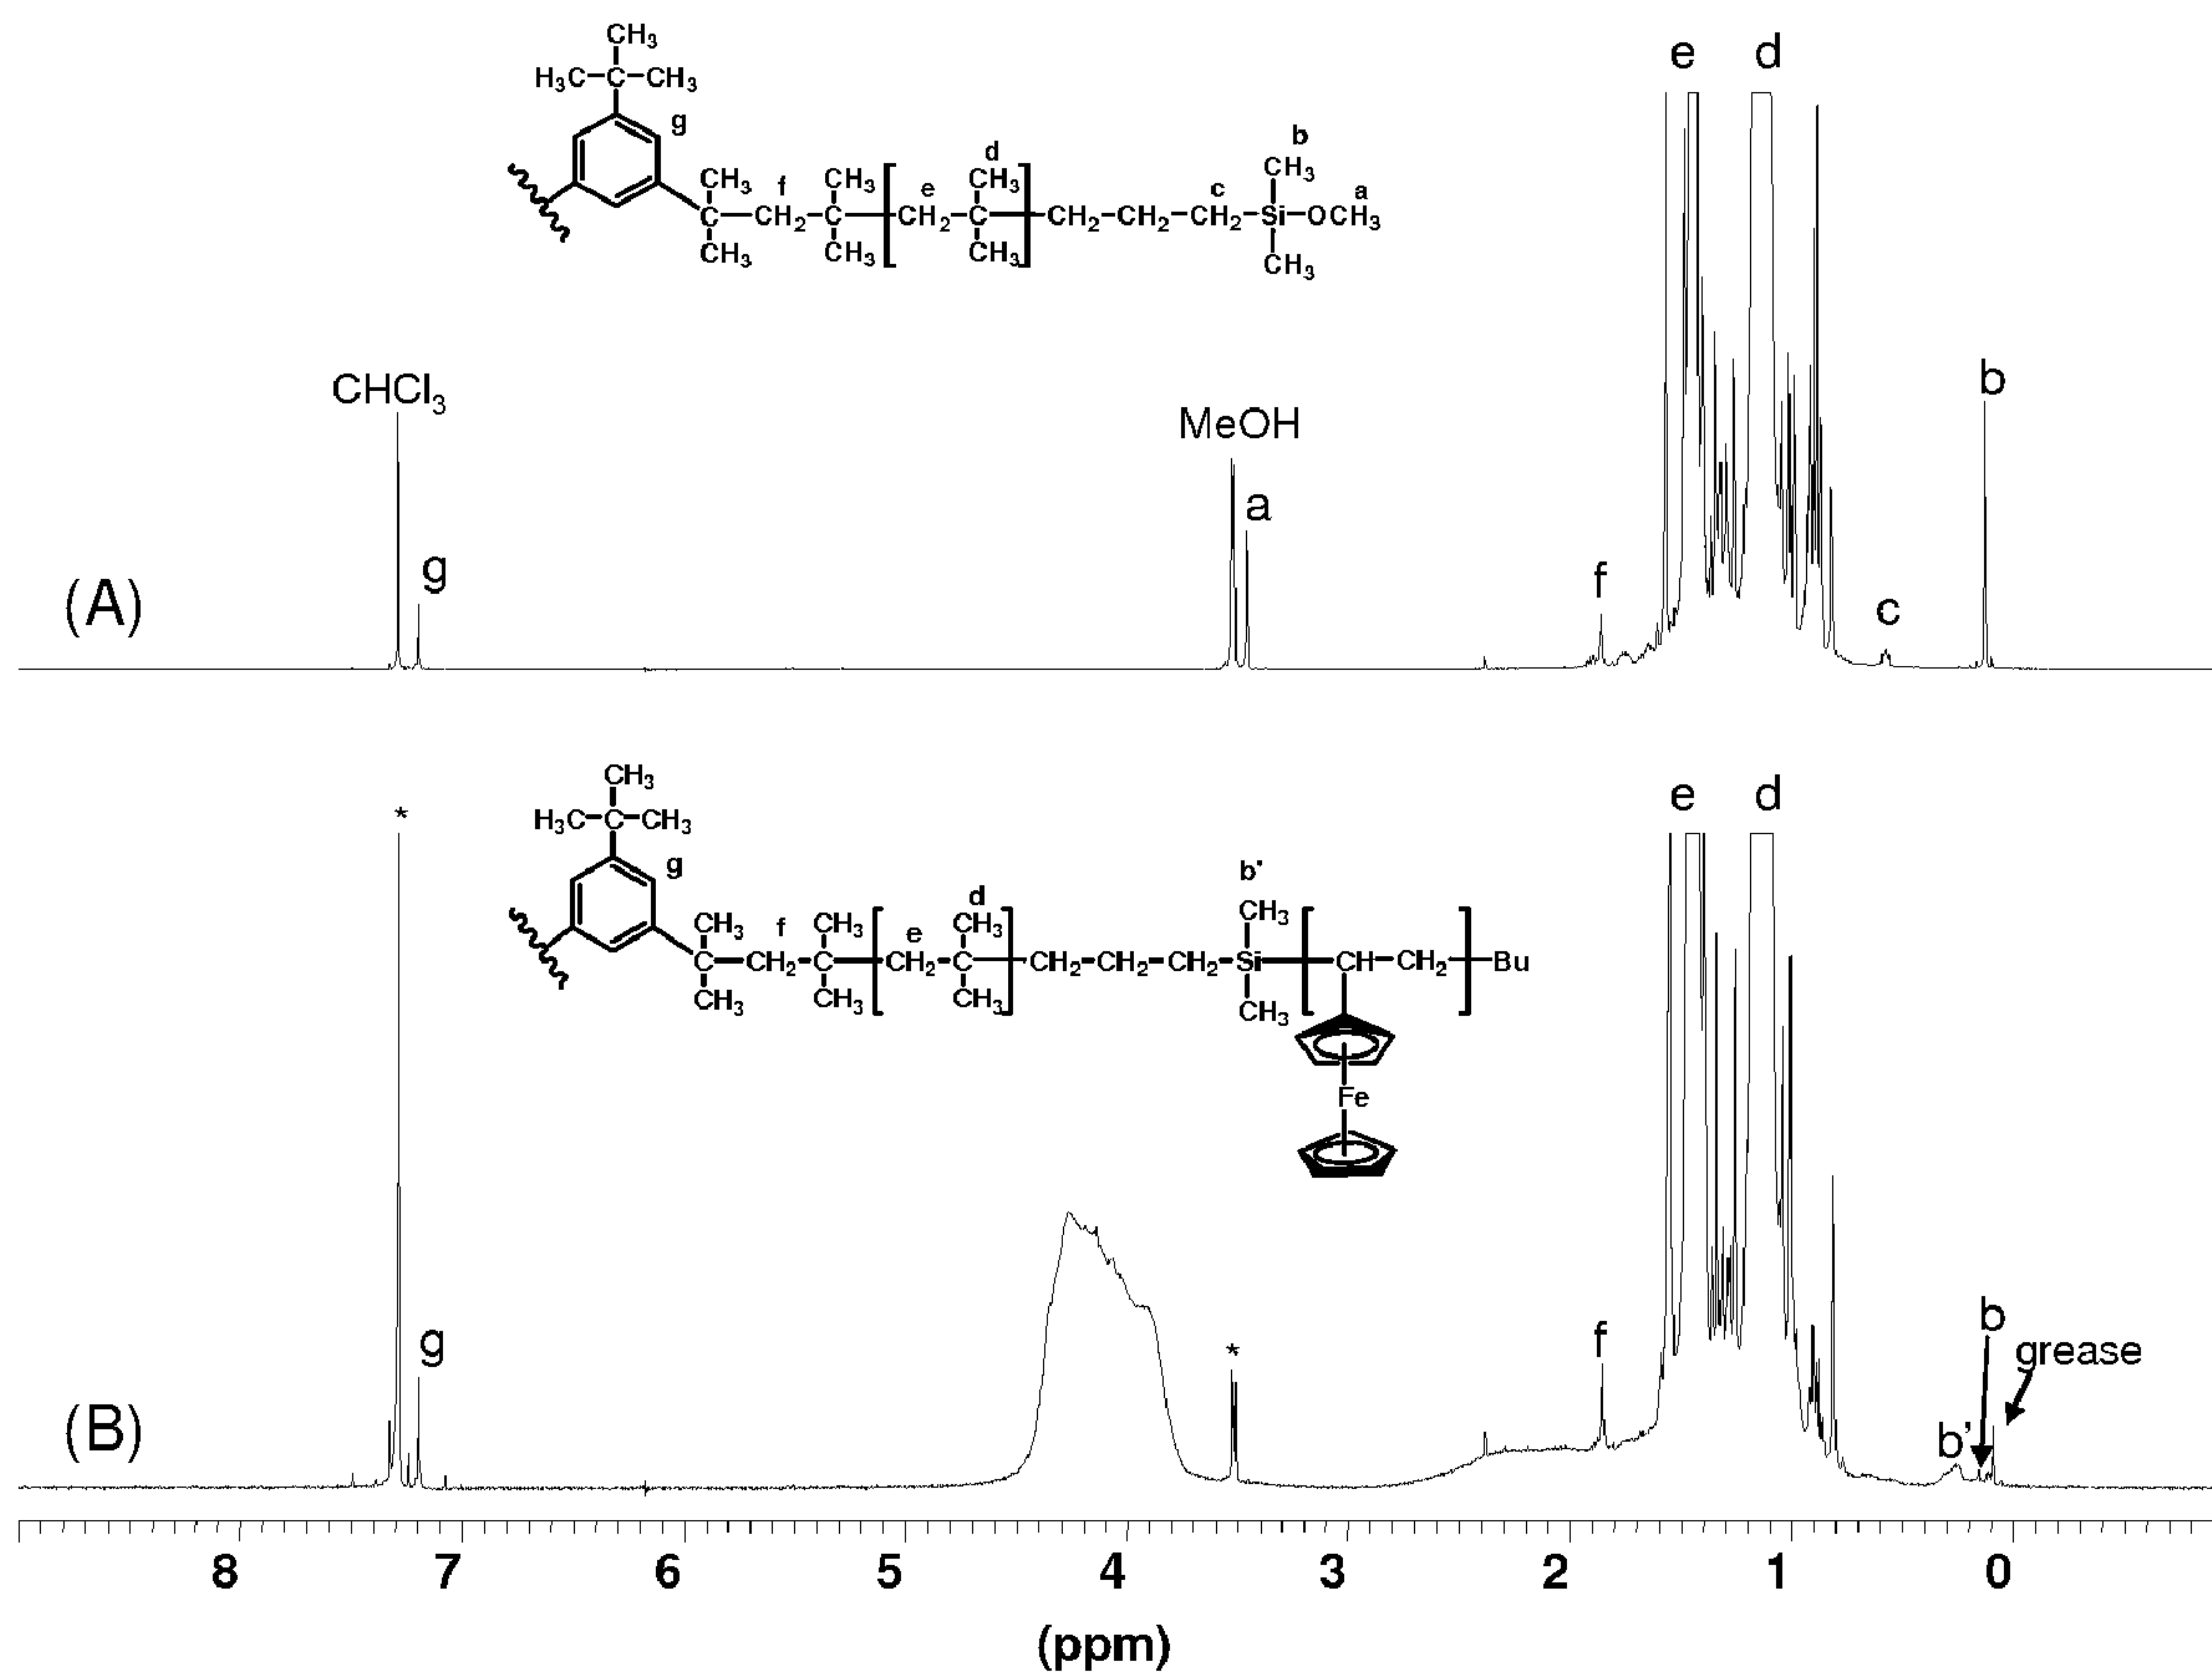 CH3
H3C-C-CH3
g
b
d
CH3
f
e
c
a
CH3 CH3 CH3
C-CH2-C-CH2-C-CH2-CH2-CH2-Si-OCH3
CH3 CH3 CH3 CH3
e d
CHCl3
MeOH
b
a
g
f
c
(A)
CH3
H3C-C-CH3
*
e d
g
b'
d
f
e
CH3 CH3 CH3 CH3
C-CH2-C-CH2-C-CH2-CH2-CH2-Si-CH-CH2-Bu
CH3 CH3 CH3 CH3
Fe
b
g
f
*
grease
(B)
b'
8 7 6 5 4 3 2 1 0
(ppm)